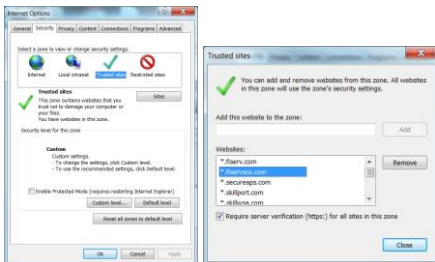 Internet Options
General Security Privacy Content Connections Programs Advanced
Select a zone to view or change security settings.
Internet Local intranet Trusted sites Restricted sites
Trusted sites
Sites
This zone contains websites that you
trust not to damage your computer or
your files.
You have websites in this zone.
Security level for this zone
Custom
Custom settings.
- To change the settings, click Custom level.
- To use the recommended settings, click Default level.
Enable Protected Mode (requires restarting Internet Explorer)
Custom level... Default level
Reset all zones to default level
OK Cancel Apply
Trusted sites
You can add and remove websites from this zone. All websites
in this zone will use the zone's security settings.
Add this website to the zone:
Add
Websites:
*.fiserv.com
Remove
*.secureaps.com
*.skillport.com
*.skillwsa.com
Require server verification (https:) for all sites in this zone
Close